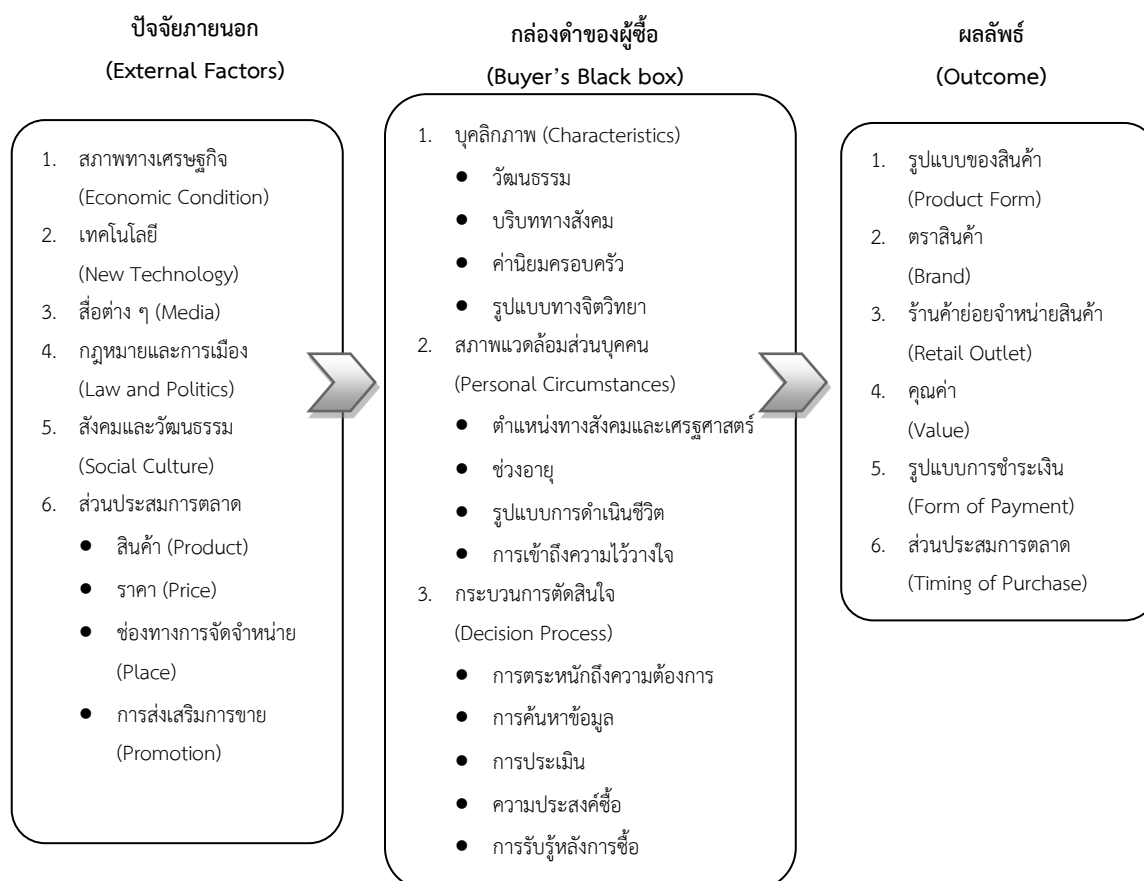 ปัจจัยภายนอก
(External Factors)
1. สภาพทางเศรษฐกิจ
(Economic Condition)
2. เทคโนโลยี
(New Technology)
3. สื่อต่าง ๆ (Media)
4. กฎหมายและการเมือง
(Law and Politics)
5. สังคมและวัฒนธรรม
(Social Culture)
6. ส่วนประสมการตลาด
● สินค้า (Product)
● ราคา (Price)
● ช่องทางการจัดจำหน่าย
(Place)
● การส่งเสริมการขาย
(Promotion)
กล่องดำของผู้ซื้อ
(Buyer's Black box)
1. บุคลิกภาพ (Characteristics)
● วัฒนธรรม
● บริบททางสังคม
● ค่านิยมครอบครัว
● รูปแบบทางจิตวิทยา
2. สภาพแวดล้อมส่วนบุคคน
(Personal Circumstances)
● ตำแหน่งทางสังคมและเศรฐศาสตร์
● ช่วงอายุ
● รูปแบบการดำเนินชีวิต
● การเข้าถึงความไว้วางใจ
3. กระบวนการตัดสินใจ
(Decision Process)
● การตระหนักถึงความต้องการ
● การค้นหาข้อมูล
● การประเมิน
● ความประสงค์ซื้อ
● การรับรู้หลังการซื้อ
ผลลัพธ์
(Outcome)
1. รูปแบบของสินค้า
(Product Form)
2. ตราสินค้า
(Brand)
3. ร้านค้าย่อยจำหน่ายสินค้า
(Retail Outlet)
4. คุณค่า
(Value)
5. รูปแบบการชำระเงิน
(Form of Payment)
6. ส่วนประสมการตลาด
(Timing of Purchase)